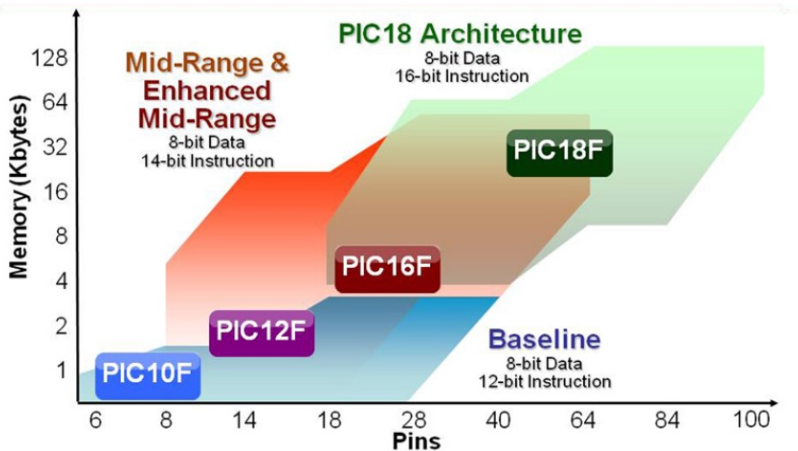 PIC18 Architecture
8-bit Data
16-bit Instruction
Mid-Range &
Enhanced
Mid-Range
8-bit Data
14-bit Instruction
Memory (Kbytes)
128
64
32
16
8
4
2
1
PIC18F
PIC16F
PIC12F
PIC10F
Baseline
8-bit Data
12-bit Instruction
6 8 14 18 28 40 64 84 100
Pins